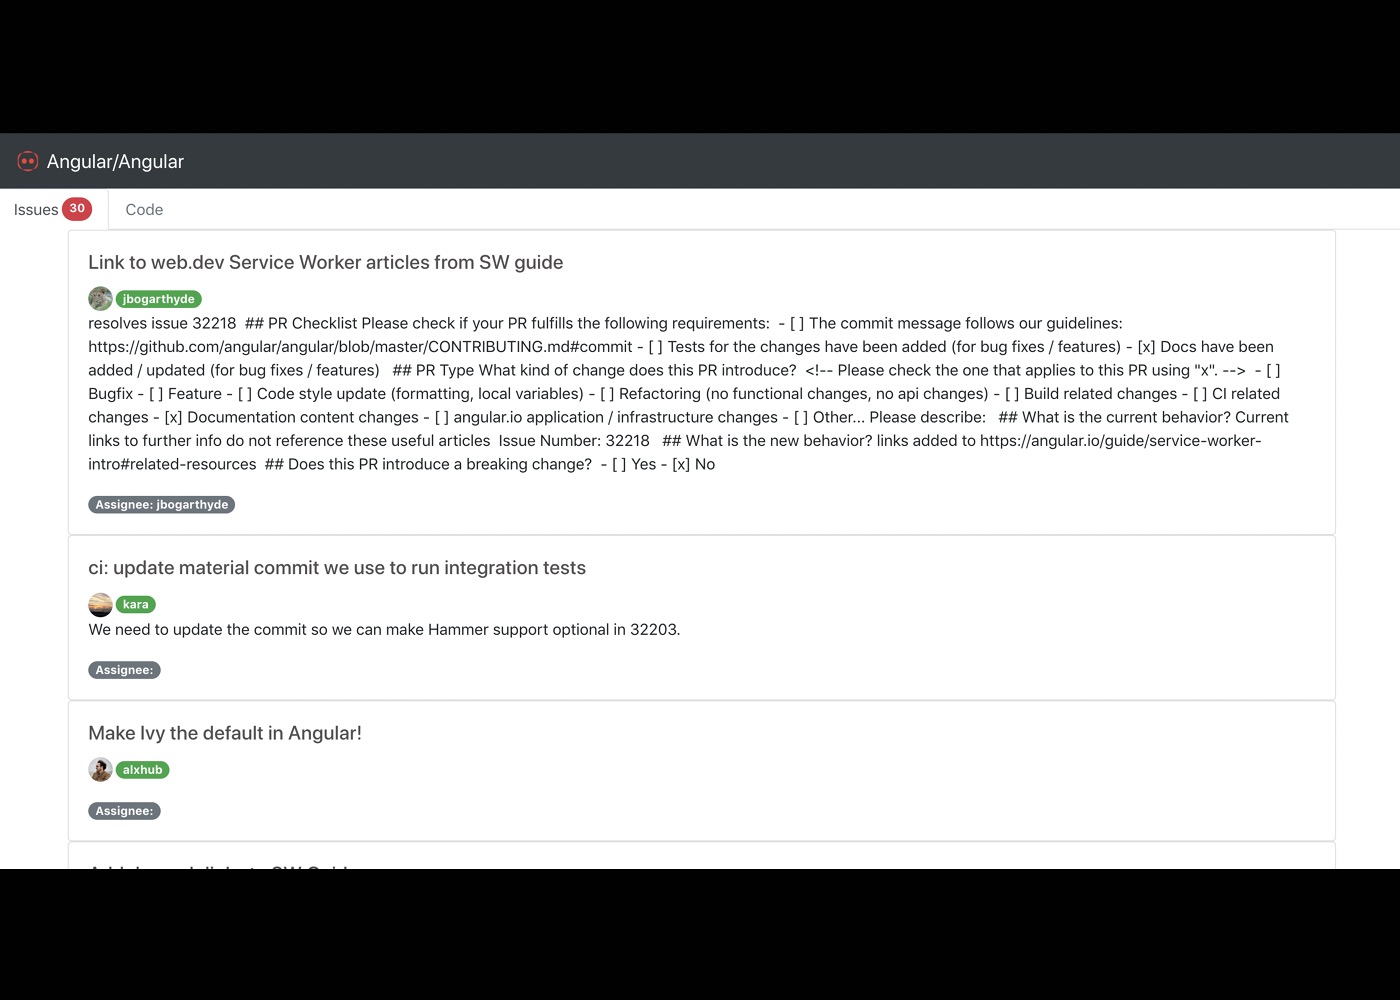 Angular/Angular
Issues 30 Code
Link to web.dev Service Worker articles from SW guide
jbogarthyde
resolves issue 32218 ## PR Checklist Please check if your PR fulfills the following requirements: - [ ] The commit message follows our guidelines:
https://github.com/angular/angular/blob/master/CONTRIBUTING.md#commit - [ ] Tests for the changes have been added (for bug fixes / features) - [x] Docs have been
added / updated (for bug fixes / features) ## PR Type What kind of change does this PR introduce? <!-- Please check the one that applies to this PR using "x". --> - [ ]
Bugfix - [ ] Feature - [ ] Code style update (formatting, local variables) - [ ] Refactoring (no functional changes, no api changes) - [ ] Build related changes - [ ] CI related
changes - [x] Documentation content changes - [ ] angular.io application / infrastructure changes - [ ] Other... Please describe: ## What is the current behavior? Current
links to further info do not reference these useful articles Issue Number: 32218 ## What is the new behavior? links added to https://angular.io/guide/service-worker-
intro#related-resources ## Does this PR introduce a breaking change? - [ ] Yes - [x] No
Assignee: jbogarthyde
ci: update material commit we use to run integration tests
kara
We need to update the commit so we can make Hammer support optional in 32203.
Assignee:
Make Ivy the default in Angular!
alxhub
Assignee: